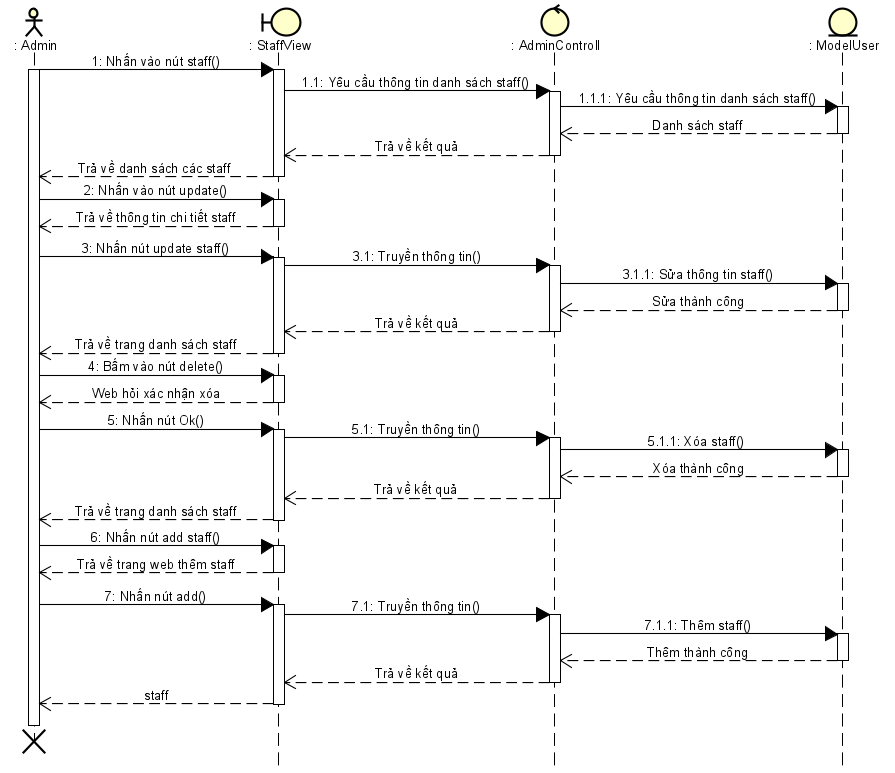 : Admin
: StaffView
: AdminControll
: ModelUser
1: Nhấn vào nút staff()
1.1: Yêu cầu thông tin danh sách staff()
1.1.1: Yêu cầu thông tin danh sách staff()
Danh sách staff
Trả về kết quả
Trả về danh sách các staff
2: Nhấn vào nút update()
Trả về thông tin chi tiết staff
3: Nhấn nút update staff()
3.1: Truyền thông tin()
3.1.1: Sửa thông tin staff()
Sửa thành công
Trả về kết quả
Trả về trang danh sách staff
4: Bấm vào nút delete()
Web hỏi xác nhận xóa
5: Nhấn nút Ok()
5.1: Truyền thông tin()
5.1.1: Xóa staff()
Xóa thành công
Trả về kết quả
Trả về trang danh sách staff
6: Nhấn nút add staff()
Trả về trang web thêm staff
7: Nhấn nút add()
7.1: Truyền thông tin()
7.1.1: Thêm staff()
Thêm thành công
Trả về kết quả
staff